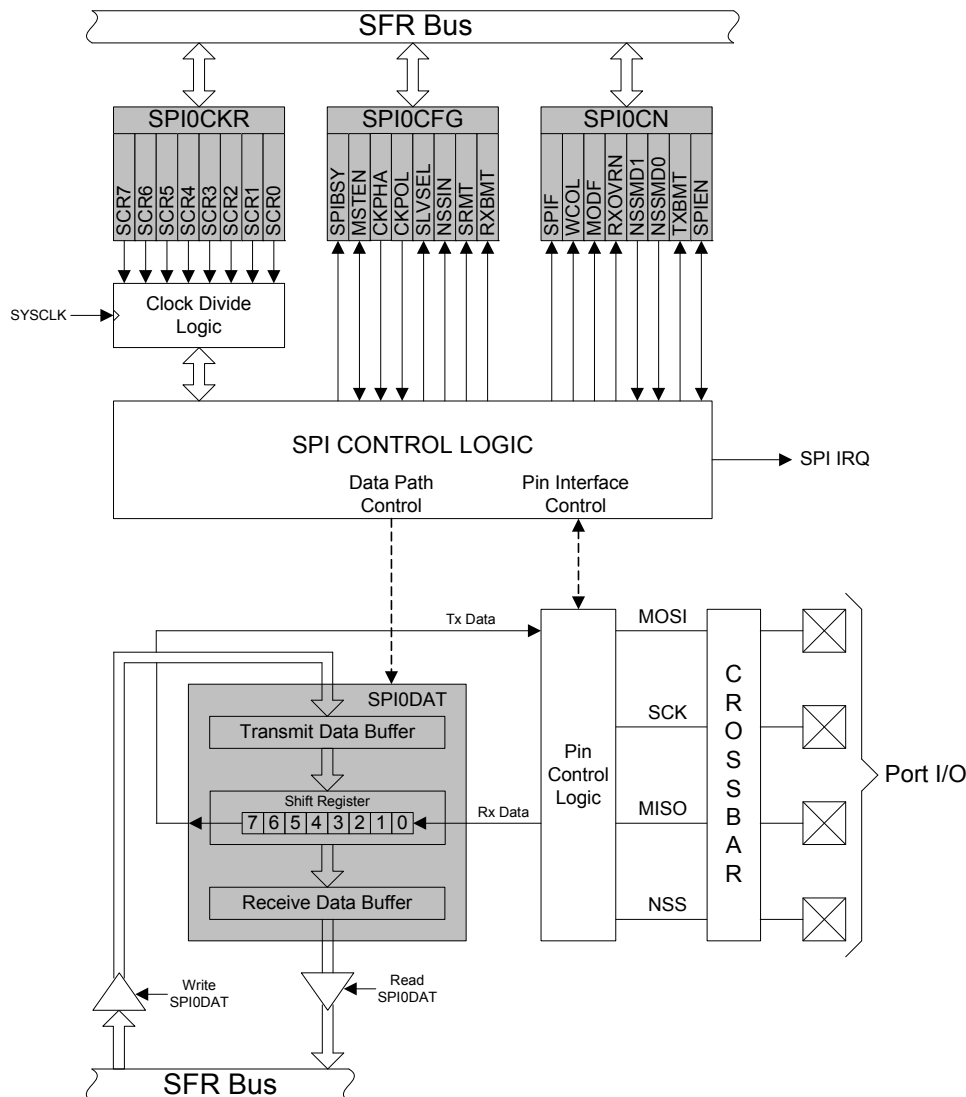 SFR Bus
SPI0CKR
SPI0CFG
SPI0CN
SCR7
SCR6
SCR5
SCR4
SCR3
SCR2
SCR1
SCR0
SPIBSY
MSTEN
CKPHA
CKPOL
SLVSEL
NSSIN
SRMT
RXBMT
SPIF
WCOL
MODF
RXOVRN
NSSMD1
NSSMD0
TXBMT
SPIEN
SYSCLK
Clock Divide
Logic
SPI CONTROL LOGIC
SPI IRQ
Data Path
Control
Pin Interface
Control
Tx Data
MOSI
SPI0DAT
Transmit Data Buffer
SCK
Shift Register
7 6 5 4 3 2 1 0
Rx Data
Pin
Control
Logic
MISO
Receive Data Buffer
NSS
CROSSBAR
Port I/O
Write
SPI0DAT
Read
SPI0DAT
SFR Bus